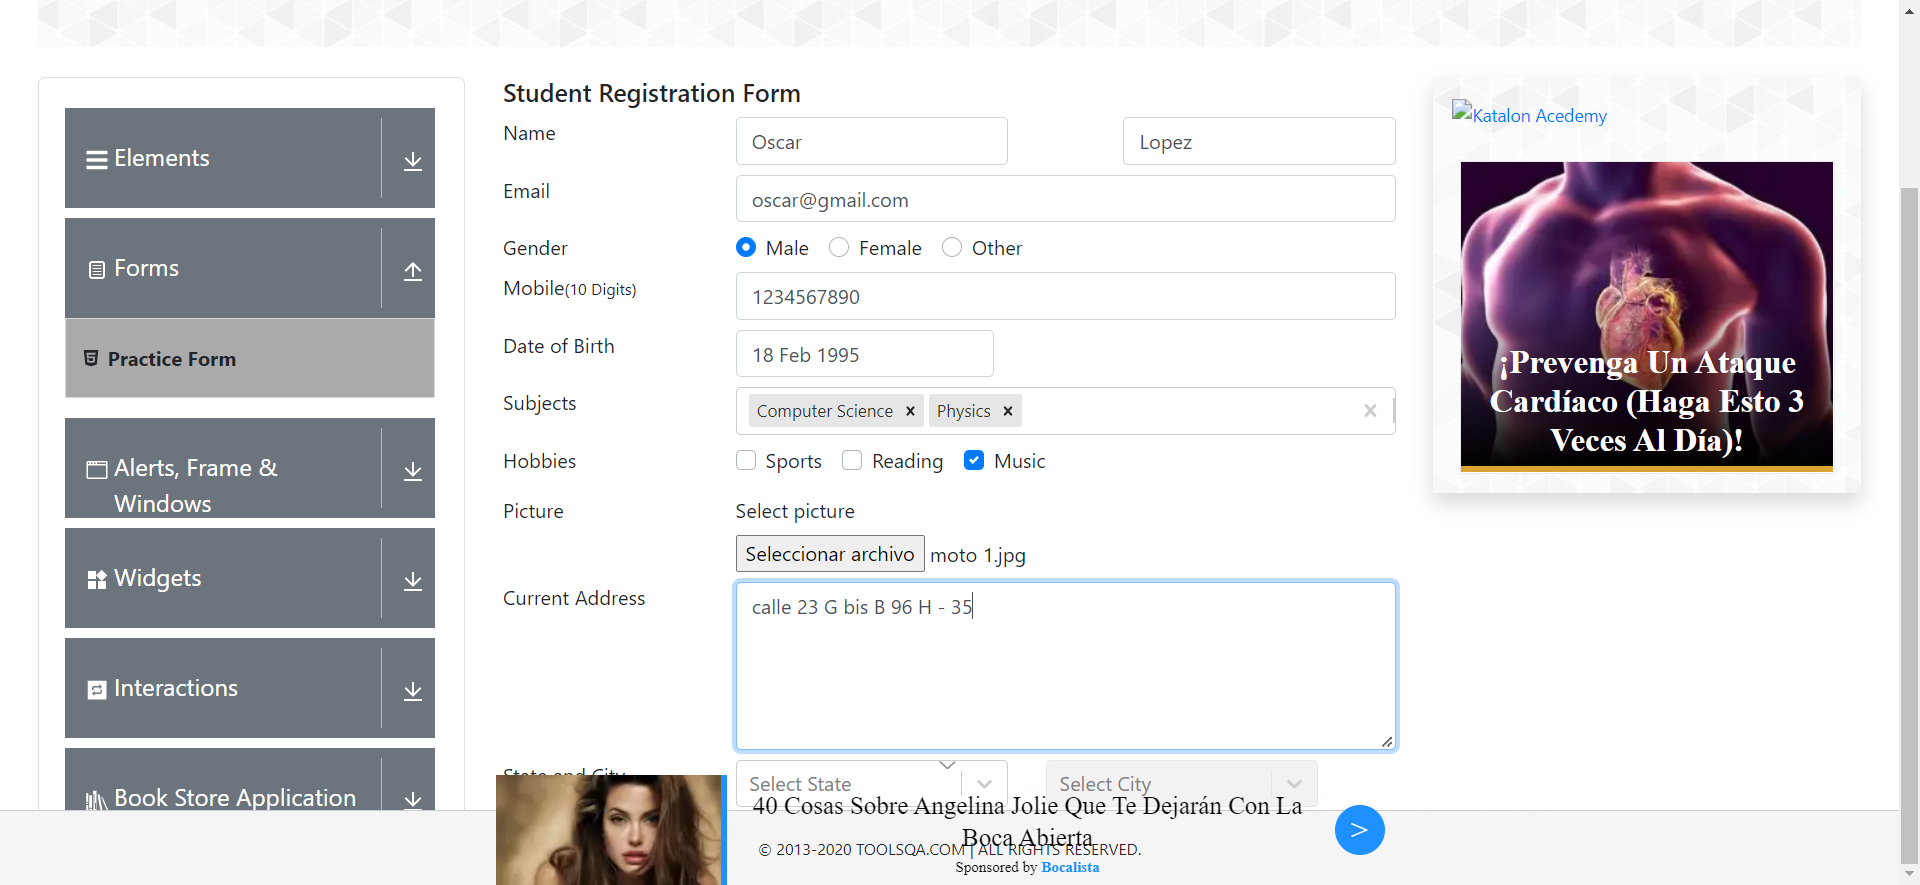 Elements
Forms
Practice Form
Alerts, Frame &
Windows
Widgets
Interactions
Book Store Application
Student Registration Form
Name
Oscar
Lopez
Email
oscar@gmail.com
Gender
Male
Female
Other
Mobile(10 Digits)
1234567890
Date of Birth
18 Feb 1995
Subjects
Computer Science
Physics
Hobbies
Sports
Reading
Music
Picture
Select picture
Seleccionar archivo moto 1.jpg
Current Address
calle 23 G bis B 96 H - 35
State and City
Select State
Select City
40 Cosas Sobre Angelina Jolie Que Te Dejarán Con La
Boca Abierta
© 2013-2020 TOOLSQA.COM | ALL RIGHTS RESERVED.
Sponsored by Bocalista
Katalon Acedemy
¡Prevenga Un Ataque
Cardíaco (Haga Esto 3
Veces Al Día)!